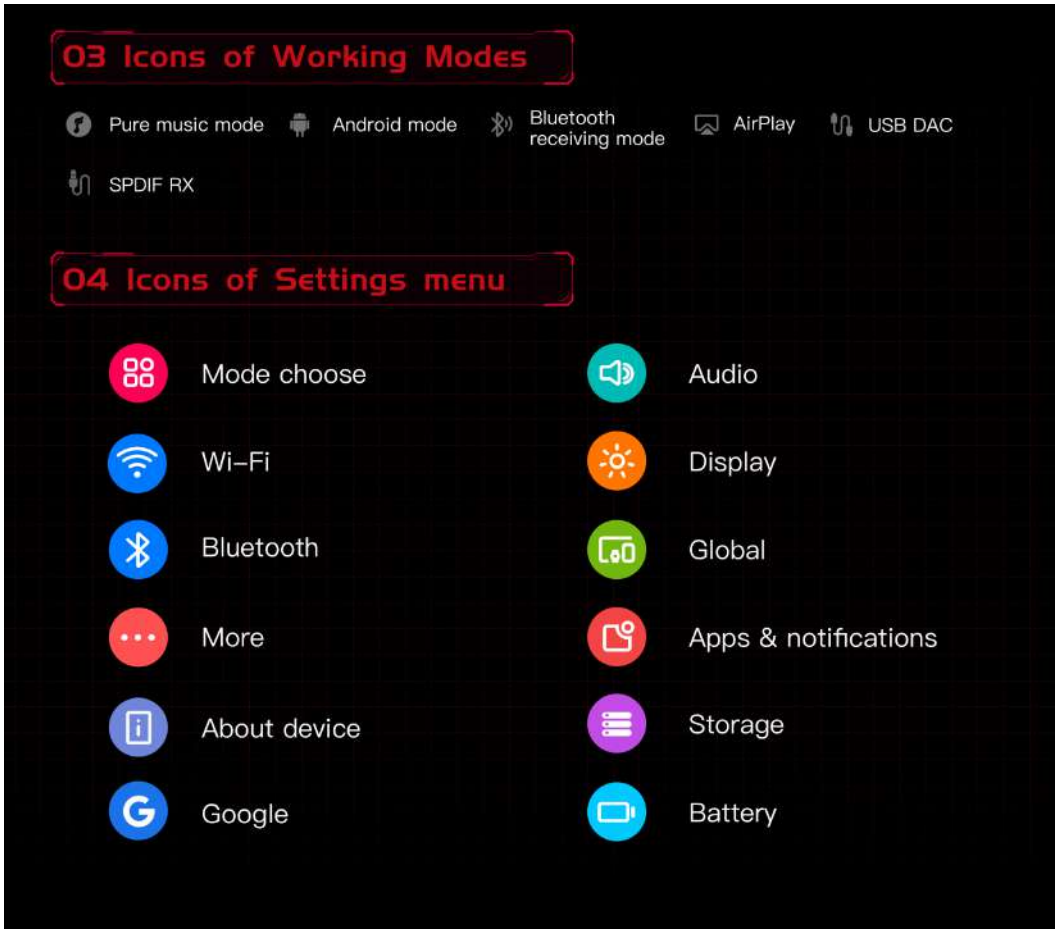 03 Icons of Working Modes
Pure music mode
Android mode
Bluetooth
receiving mode
AirPlay
USB DAC
SPDIF RX
04 Icons of Settings menu
Mode choose
Audio
Wi-Fi
Display
Bluetooth
Global
More
Apps & notifications
About device
Storage
Google
Battery